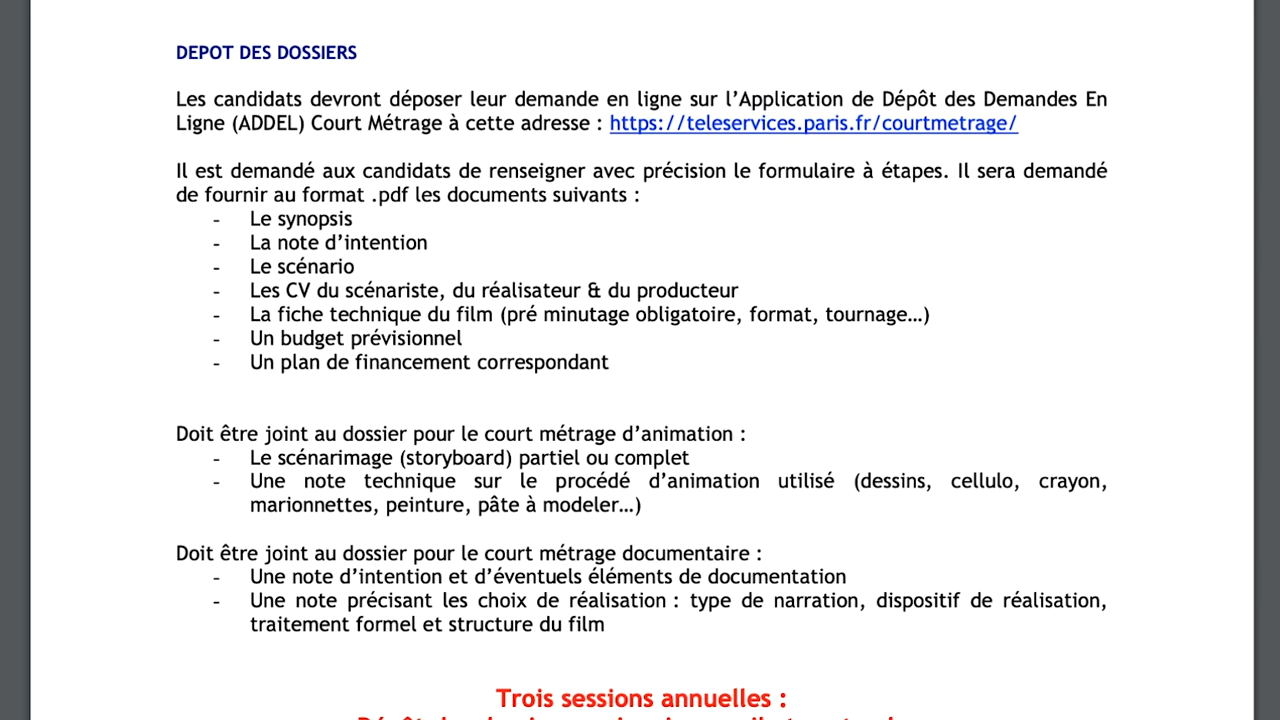 DEPOT DES DOSSIERS
Les candidats devront déposer leur demande en ligne sur l’Application de Dépôt des Demandes En
Ligne (ADDEL) Court Métrage à cette adresse : https://teleservices.paris.fr/courtmetrage/
Il est demandé aux candidats de renseigner avec précision le formulaire à étapes. Il sera demandé
de fournir au format .pdf les documents suivants :
- Le synopsis
- La note d’intention
- Le scénario
- Les CV du scénariste, du réalisateur & du producteur
- La fiche technique du film (pré minutage obligatoire, format, tournage…)
- Un budget prévisionnel
- Un plan de financement correspondant
Doit être joint au dossier pour le court métrage d’animation :
- Le scénarimage (storyboard) partiel ou complet
- Une note technique sur le procédé d’animation utilisé (dessins, cellulo, crayon,
marionnettes, peinture, pâte à modeler…)
Doit être joint au dossier pour le court métrage documentaire :
- Une note d’intention et d’éventuels éléments de documentation
- Une note précisant les choix de réalisation : type de narration, dispositif de réalisation,
traitement formel et structure du film
Trois sessions annuelles :